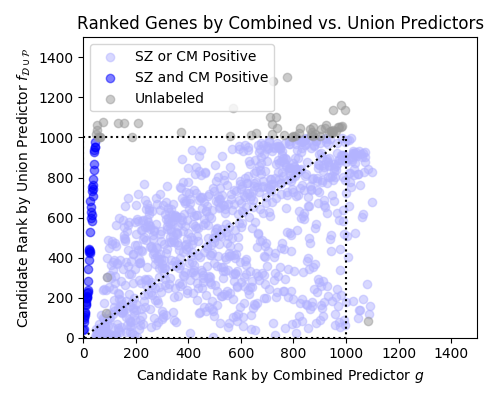 Ranked Genes by Combined vs. Union Predictors
SZ or CM Positive
SZ and CM Positive
Unlabeled
Candidate Rank by Union Predictor f_{𝒟∪𝒫}
1400
1200
1000
800
600
400
200
0
0 200 400 600 800 1000 1200 1400
Candidate Rank by Combined Predictor g